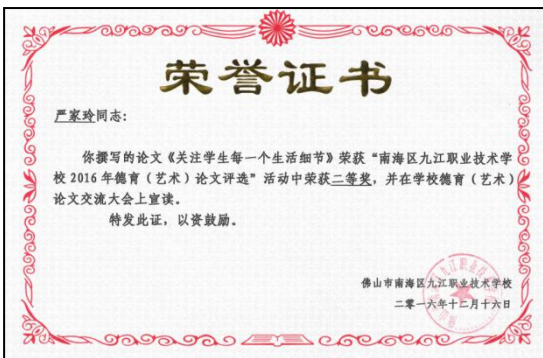 荣誉证书
严家玲同志：
你撰写的论文《关注学生每一个生活细节》荣获“南海区九江职业技术学
校2016年德育（艺术）论文评选”活动中荣获二等奖，并在学校德育（艺术）
论文交流大会上宣读。
特发此证，以资鼓励。
佛山市南海区九江职业技术学校
二零一六年十二月十六日